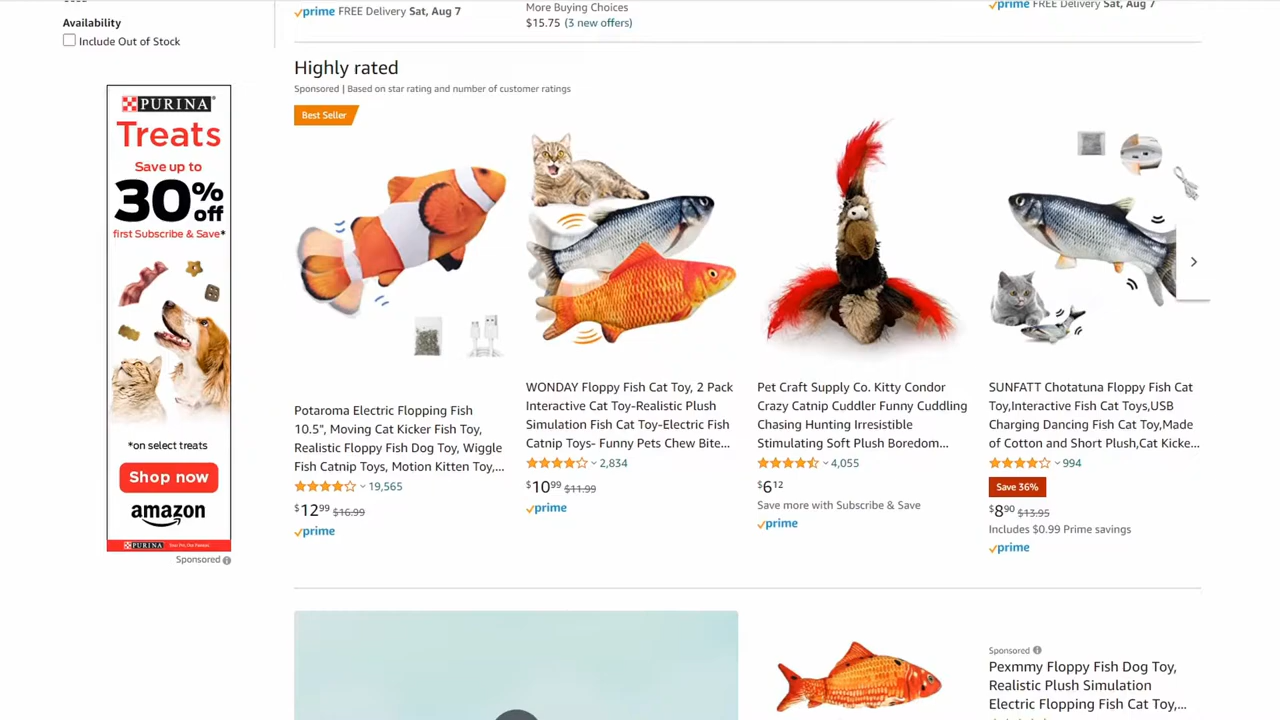 Availability
Include Out of Stock
prime FREE Delivery Sat, Aug 7
More Buying Choices
$15.75 (3 new offers)
prime FREE Delivery Sat, Aug 7
PURINA
Treats
Save up to
30% off
first Subscribe & Save*
*on select treats
Shop now
amazon
PURINA
Sponsored
Highly rated
Sponsored | Based on star rating and number of customer ratings
Best Seller
Potaroma Electric Flopping Fish
10.5", Moving Cat Kicker Fish Toy,
Realistic Floppy Fish Dog Toy, Wiggle
Fish Catnip Toys, Motion Kitten Toy,...
19,565
$12.99 $16.99
prime
WONDAY Floppy Fish Cat Toy, 2 Pack
Interactive Cat Toy-Realistic Plush
Simulation Fish Cat Toy-Electric Fish
Catnip Toys- Funny Pets Chew Bite...
2,834
$10.99 $11.99
prime
Pet Craft Supply Co. Kitty Condor
Crazy Catnip Cuddler Funny Cuddling
Chasing Hunting Irresistible
Stimulating Soft Plush Boredom...
4,055
$6.12
Save more with Subscribe & Save
prime
SUNFATT Chotatuna Floppy Fish Cat
Toy,Interactive Fish Cat Toys,USB
Charging Dancing Fish Cat Toy,Made
of Cotton and Short Plush,Cat Kicke...
994
Save 36%
$8.90 $13.95
Includes $0.99 Prime savings
prime
Sponsored
Pexmmy Floppy Fish Dog Toy,
Realistic Plush Simulation
Electric Flopping Fish Cat Toy,...